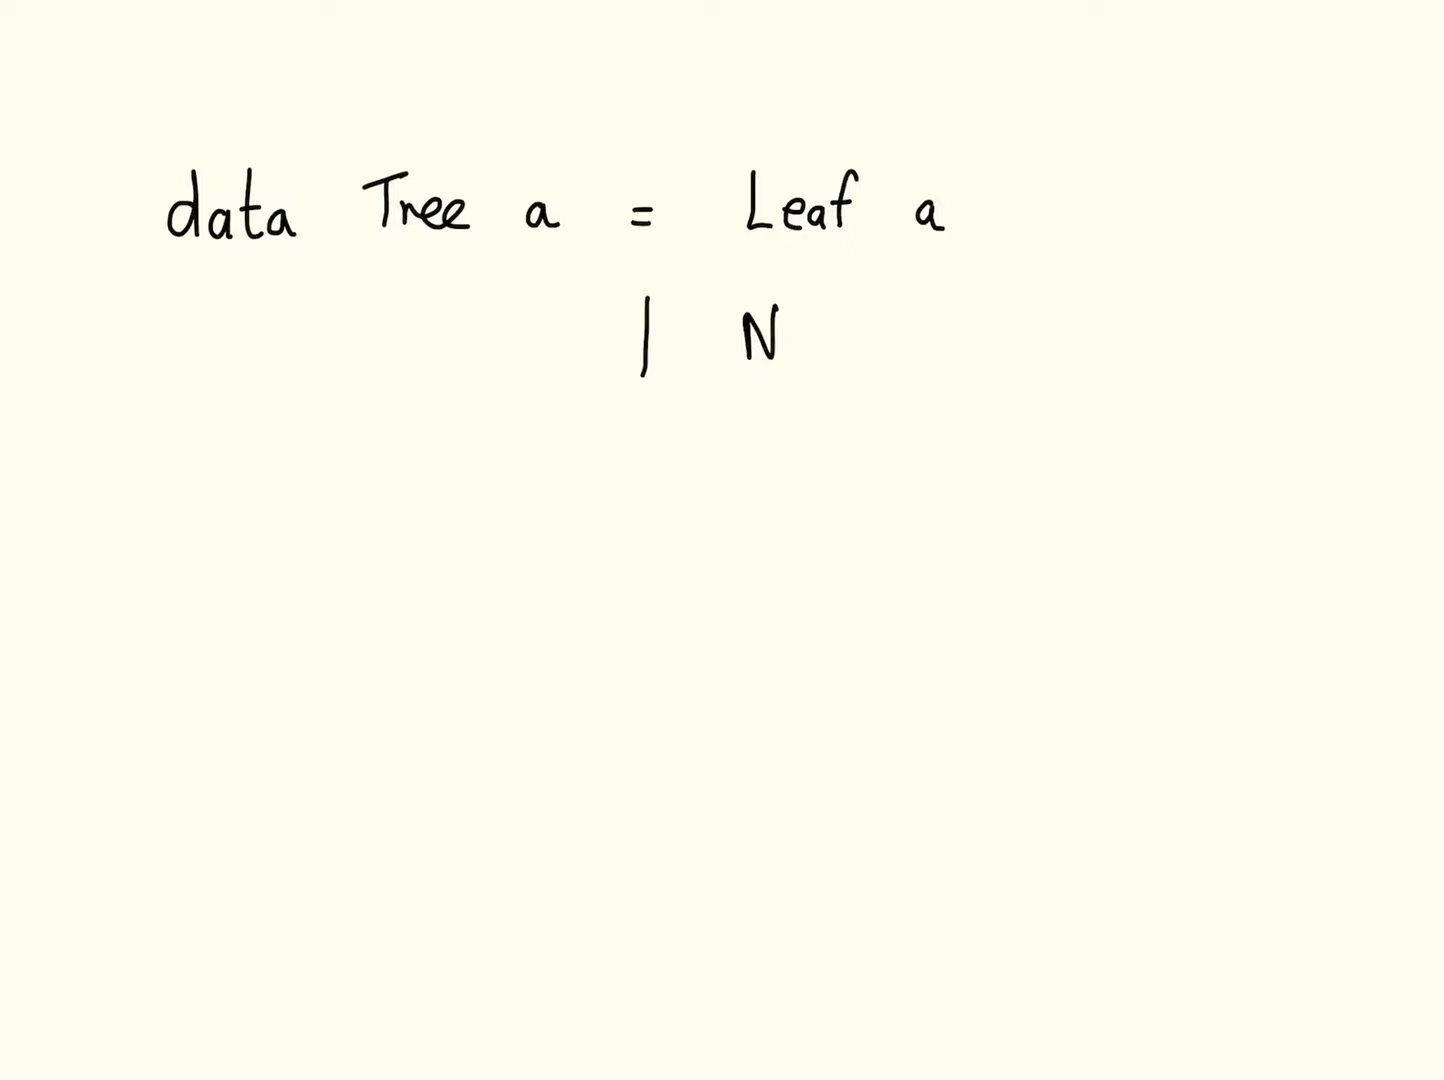 data Tree a = Leaf a
| N